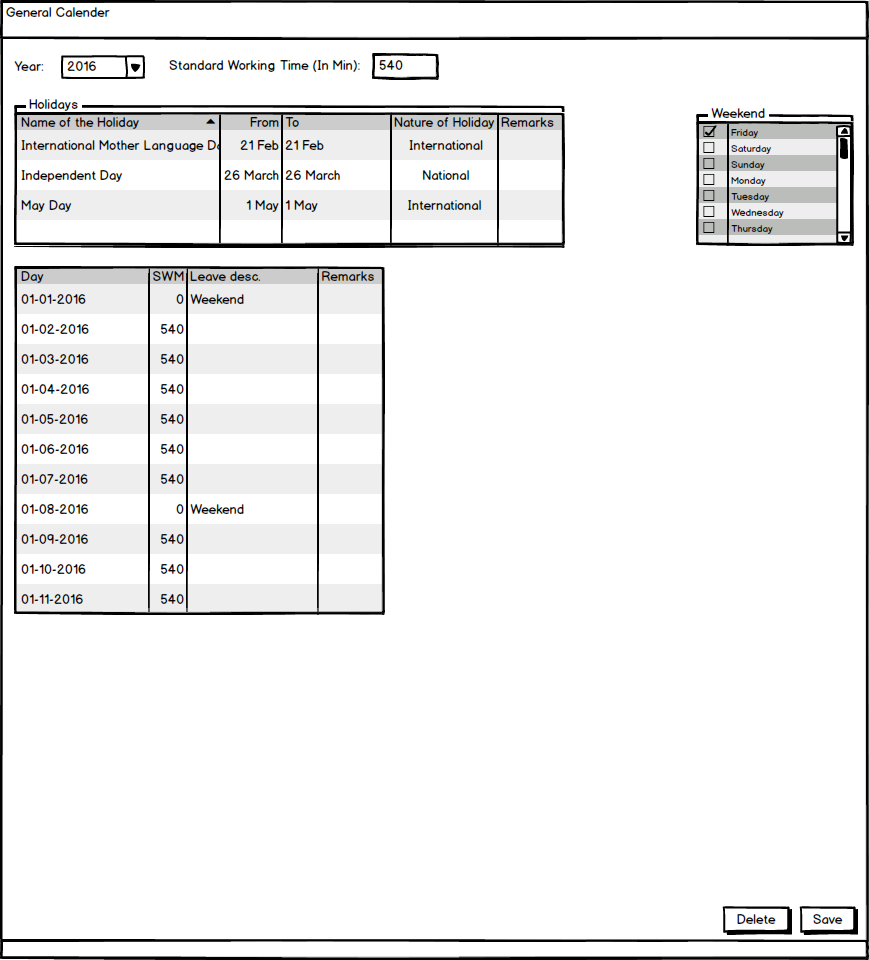 General Calender
Year: 2016 Standard Working Time (In Min): 540
Holidays
Name of the Holiday From To Nature of Holiday Remarks
International Mother Language 21 Feb 21 Feb International
Independent Day 26 March 26 March National
May Day 1 May 1 May International
Weekend
Friday
Saturday
Sunday
Monday
Tuesday
Wednesday
Thursday
Day SWM Leave desc. Remarks
01-01-2016 0 Weekend
01-02-2016 540
01-03-2016 540
01-04-2016 540
01-05-2016 540
01-06-2016 540
01-07-2016 540
01-08-2016 0 Weekend
01-09-2016 540
01-10-2016 540
01-11-2016 540
Delete Save